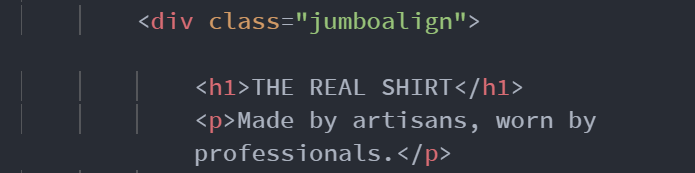 <div class="jumboalign">
<h1>THE REAL SHIRT</h1>
<p>Made by artisans, worn by
professionals.</p>